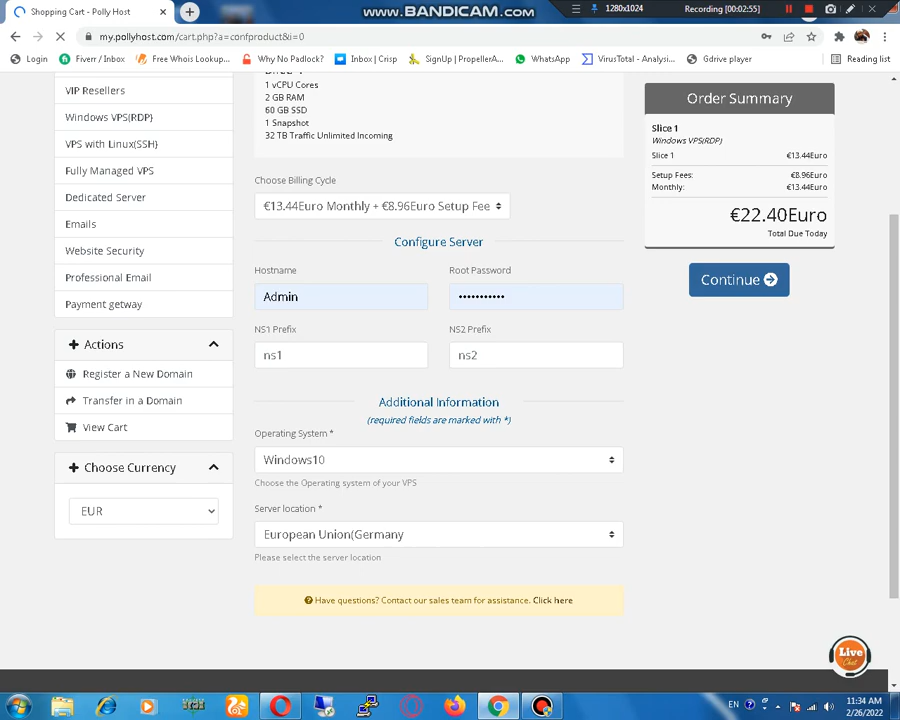 Shopping Cart - Polly Host
www.BANDICAM.com
1280x1024
Recording [00:02:55]
my.pollyhost.com/cart.php?a=confproduct&i=0
Login
Fiverr / Inbox
Free Whois Lookup...
Why No Padlock?
Inbox | Crisp
SignUp | PropellerA...
WhatsApp
VirusTotal - Analysi...
Gdrive player
Reading list
VIP Resellers
Windows VPS(RDP)
VPS with Linux(SSH)
Fully Managed VPS
Dedicated Server
Emails
Website Security
Professional Email
Payment getway
Actions
Register a New Domain
Transfer in a Domain
View Cart
Choose Currency
EUR
1 vCPU Cores
2 GB RAM
60 GB SSD
1 Snapshot
32 TB Traffic Unlimited Incoming
Choose Billing Cycle
€13.44Euro Monthly + €8.96Euro Setup Fee
Configure Server
Hostname Root Password
Admin •••••••••••
NS1 Prefix NS2 Prefix
ns1 ns2
Additional Information
(required fields are marked with *)
Operating System *
Windows10
Choose the Operating system of your VPS
Server location *
European Union(Germany
Please select the server location
Have questions? Contact our sales team for assistance. Click here
Order Summary
Slice 1
Windows VPS(RDP)
Slice 1 €13.44Euro
Setup Fees: €8.96Euro
Monthly: €13.44Euro
€22.40Euro
Total Due Today
Continue
Live
Chat
EN
11:34 AM
2/26/2022